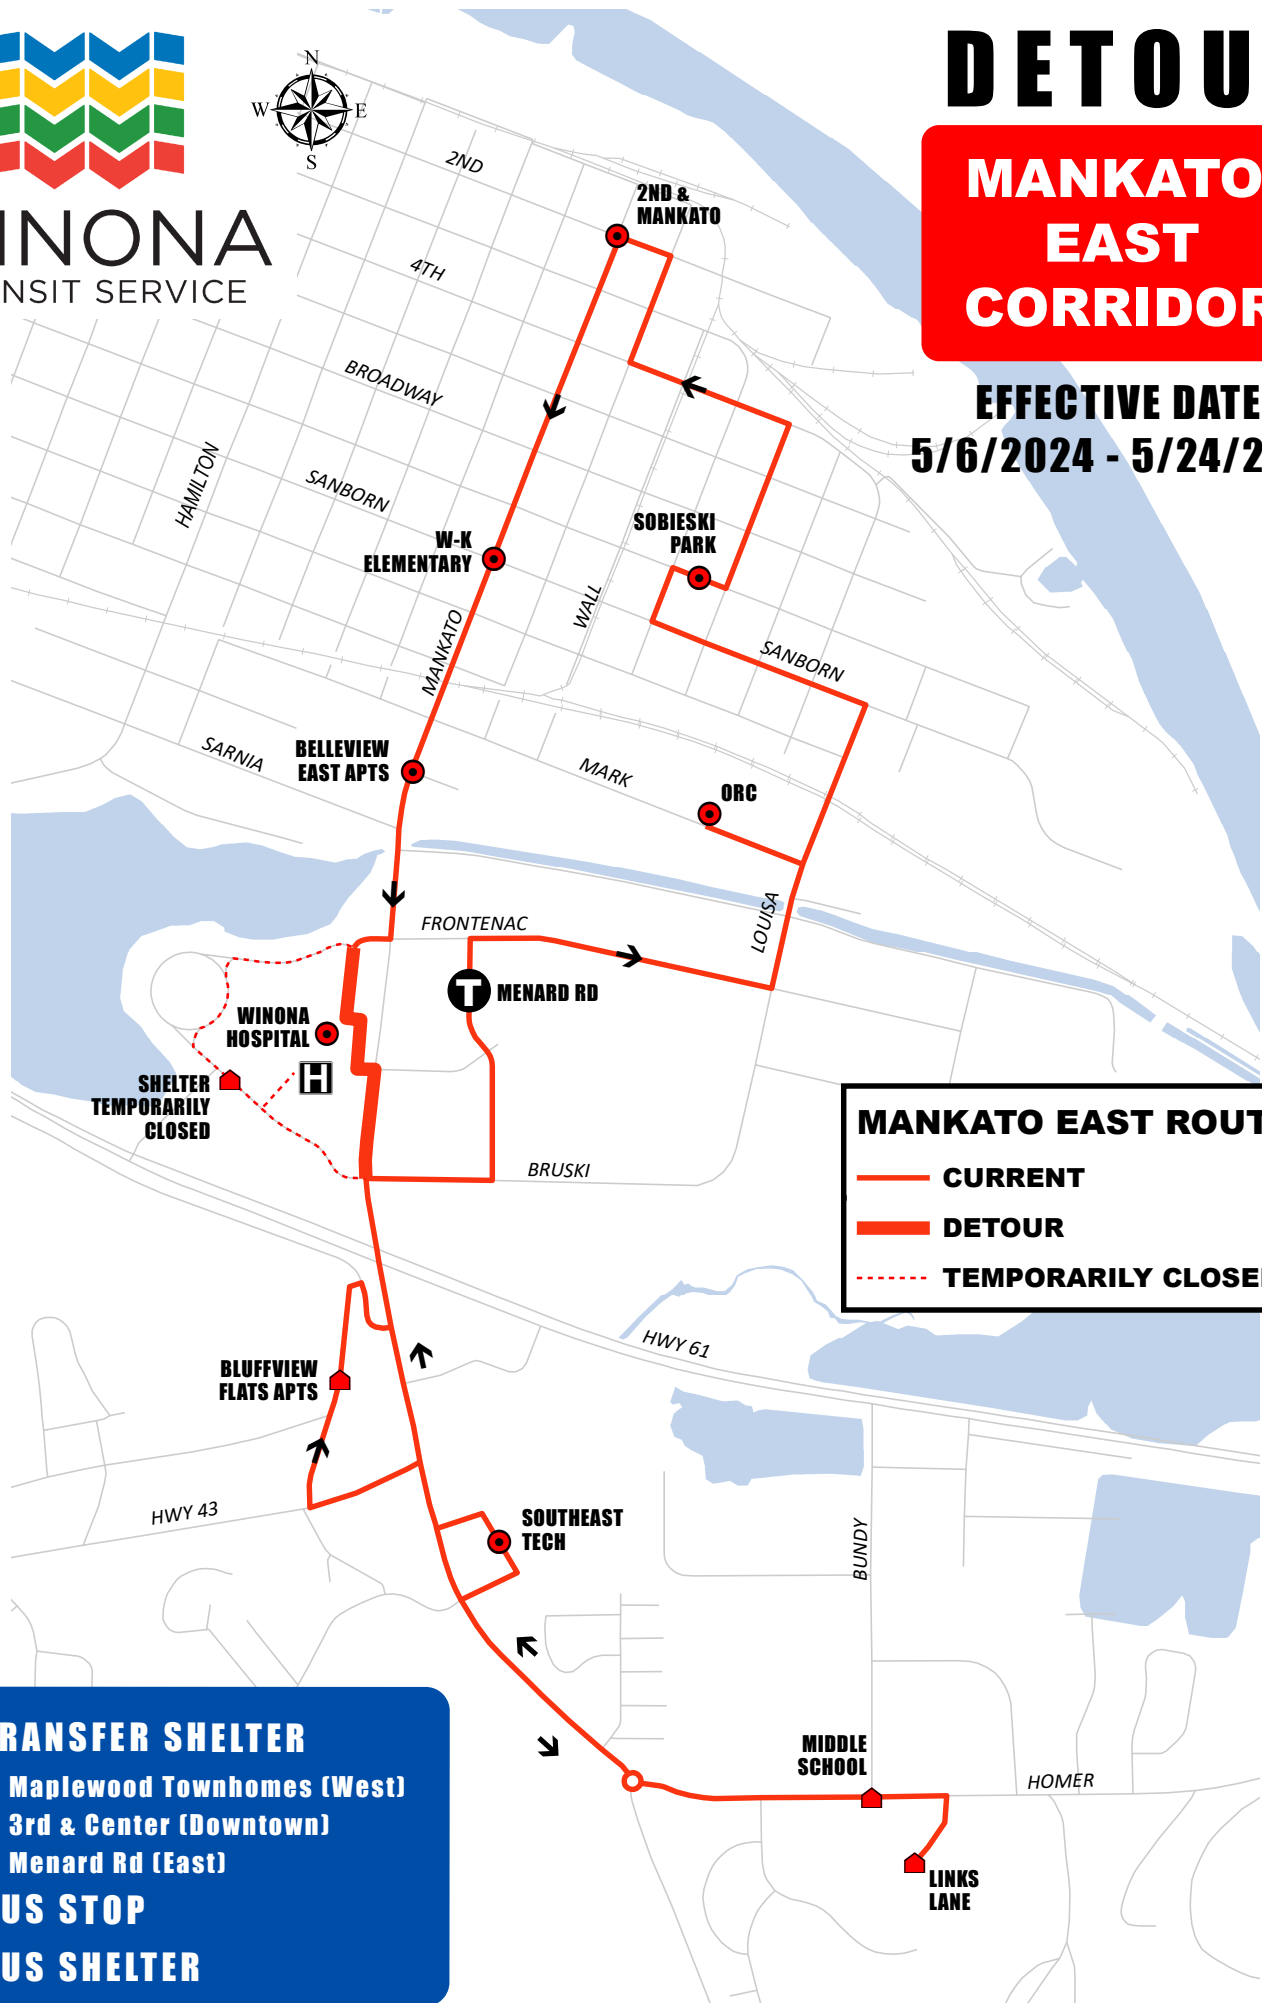 DETOU
MANKATO
EAST
CORRIDOR
EFFECTIVE DATE
5/6/2024 - 5/24/2
INONA
NSIT SERVICE
N
W
E
S
2ND
2ND &
MANKATO
4TH
BROADWAY
HAMILTON
SANBORN
W-K
ELEMENTARY
SOBIESKI
PARK
WALL
MANKATO
SANBORN
SARNIA
BELLEVIEW
EAST APTS
MARK
ORC
LOUISA
FRONTENAC
T
MENARD RD
WINONA
HOSPITAL
H
SHELTER
TEMPORARILY
CLOSED
BRUSKI
MANKATO EAST ROUT
CURRENT
DETOUR
TEMPORARILY CLOSE
HWY 61
BLUFFVIEW
FLATS APTS
HWY 43
SOUTHEAST
TECH
BUNDY
MIDDLE
SCHOOL
HOMER
LINKS
LANE
RANSFER SHELTER
Maplewood Townhomes (West)
3rd & Center (Downtown)
Menard Rd (East)
US STOP
US SHELTER